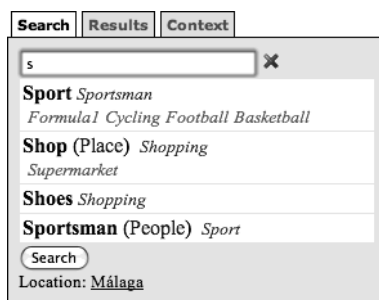 Search Results Context
s
Sport Sportsman
Formula1 Cycling Football Basketball
Shop (Place) Shopping
Supermarket
Shoes Shopping
Sportsman (People) Sport
Search
Location: Málaga